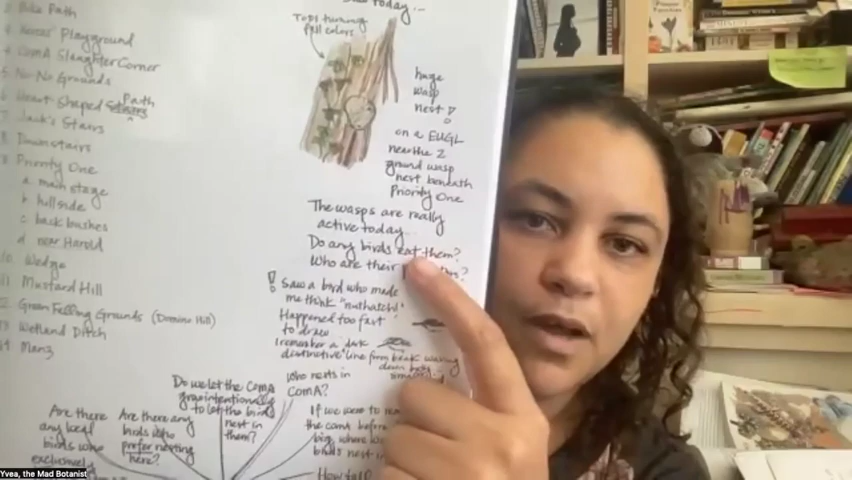 Bike Path
Playground
ComA Slaughter Corner
No-No Grounds
Heart-Shaped Stairs Path
Jack's Stairs
Downstairs
Priority One
a main stage
b hillside
c back bushes
d near Harold
Wedge
11 Mustard Hill
Green Felling Grounds (Domino Hill)
Wetland Ditch
Manz
today...
Tops turning
fall colors
huge
wasp
nest!
on a EUGL
near the 2
ground wasp
nest beneath
Priority One
The wasps are really
active today...
Do any birds eat them?
Who are their
! Saw a bird who made
me think "nuthatch!"
Happened too fast
to draw
I remember a dark
distinctive line from beak
down body
Do we let the ComA
grow intentionally
to let the birds
nest in
them?
Who nests in
ComA?
Are there
any local
birds who
exclusively
Are there any
birds who
prefer nesting
here?
If we were to
the ComA before
big, where
birds nest
How tall
Yvea, the Mad Botanist